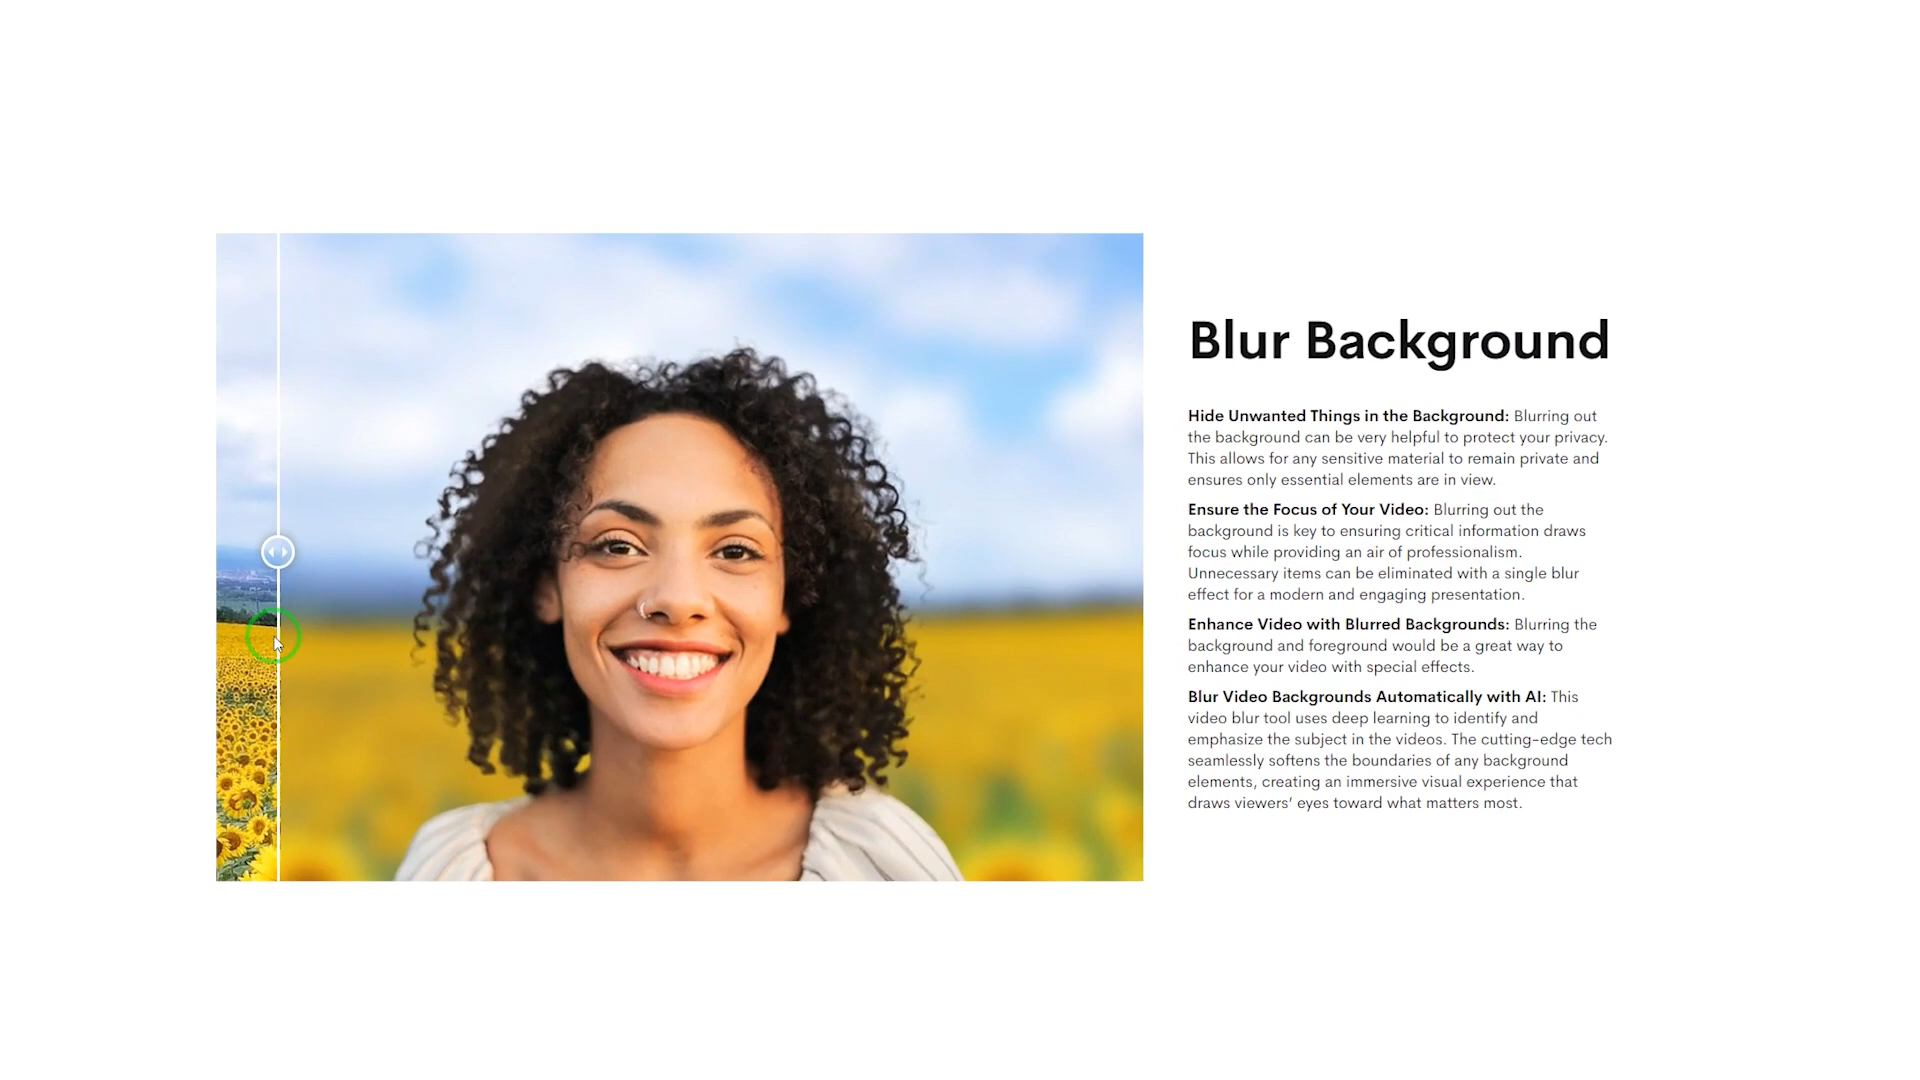 Blur Background
Hide Unwanted Things in the Background: Blurring out
the background can be very helpful to protect your privacy.
This allows for any sensitive material to remain private and
ensures only essential elements are in view.
Ensure the Focus of Your Video: Blurring out the
background is key to ensuring critical information draws
focus while providing an air of professionalism.
Unnecessary items can be eliminated with a single blur
effect for a modern and engaging presentation.
Enhance Video with Blurred Backgrounds: Blurring the
background and foreground would be a great way to
enhance your video with special effects.
Blur Video Backgrounds Automatically with AI: This
video blur tool uses deep learning to identify and
emphasize the subject in the videos. The cutting-edge tech
seamlessly softens the boundaries of any background
elements, creating an immersive visual experience that
draws viewers’ eyes toward what matters most.